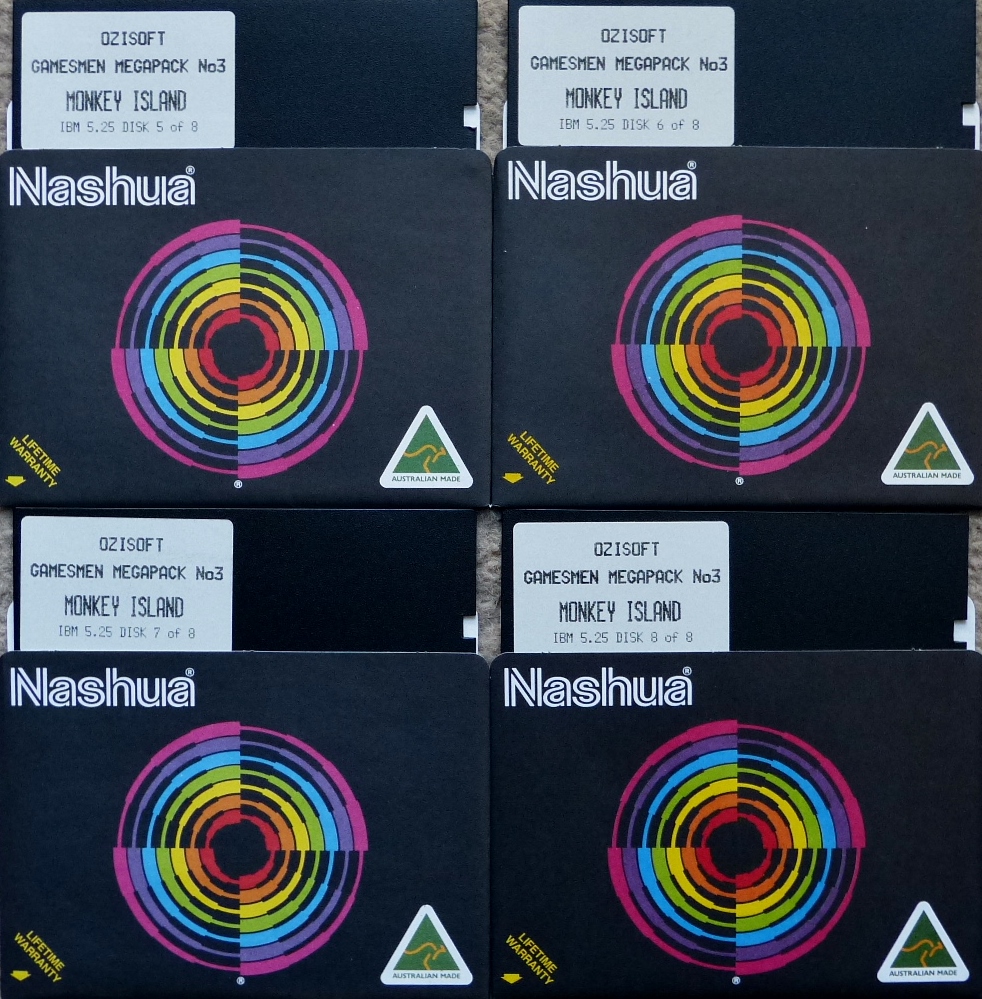 OZISOFT
GAMESMEN MEGAPACK No3
MONKEY ISLAND
IBM 5.25 DISK 5 of 8
Nashua®
LIFETIME
WARRANTY
®
AUSTRALIAN MADE
OZISOFT
GAMESMEN MEGAPACK No3
MONKEY ISLAND
IBM 5.25 DISK 6 of 8
Nashua®
LIFETIME
WARRANTY
®
AUSTRALIAN MADE
OZISOFT
GAMESMEN MEGAPACK No3
MONKEY ISLAND
IBM 5.25 DISK 7 of 8
Nashua®
LIFETIME
WARRANTY
®
AUSTRALIAN MADE
OZISOFT
GAMESMEN MEGAPACK No3
MONKEY ISLAND
IBM 5.25 DISK 8 of 8
Nashua®
LIFETIME
WARRANTY
®
AUSTRALIAN MADE